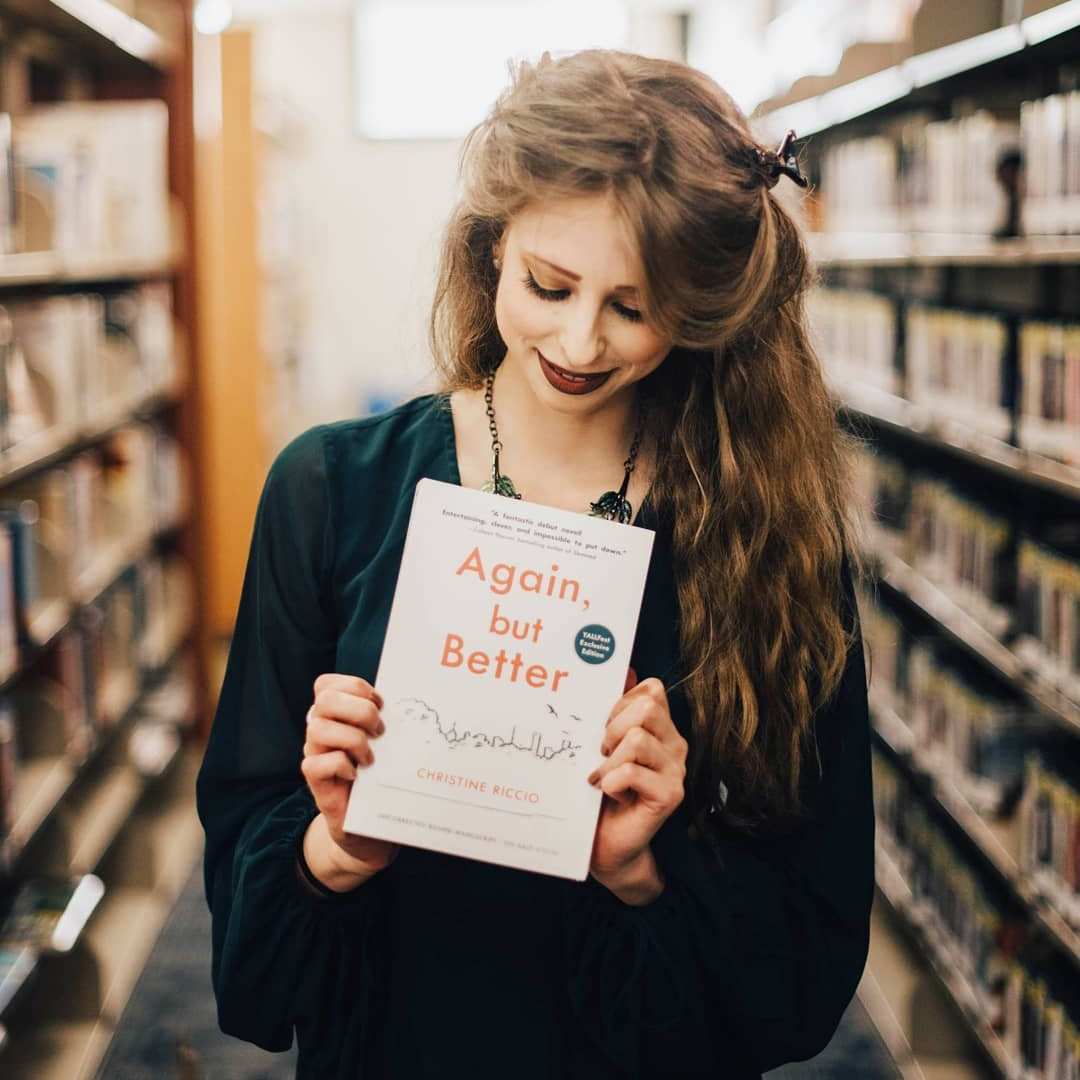 "A fantastic debut novel!
Entertaining, clever, and impossible to put down."
Again,
but
Better
YALLFest
Exclusive
Edition
CHRISTINE RICCIO